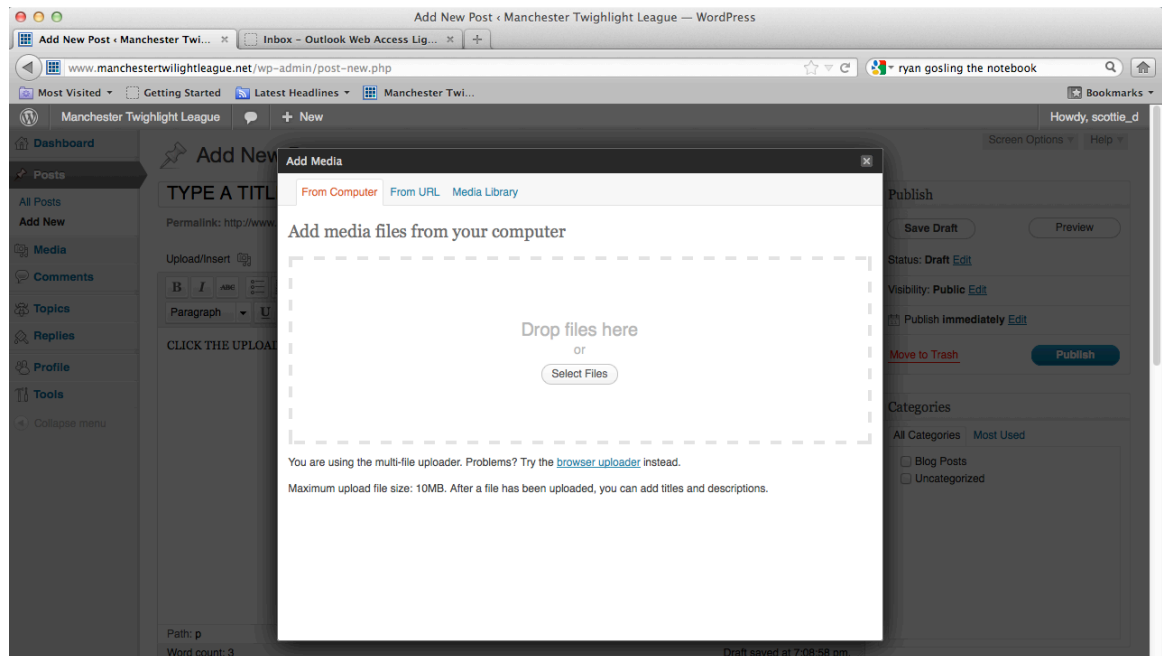 Add New Post ‹ Manchester Twighlight League — WordPress
Add New Post ‹ Manchester Twi... × Inbox – Outlook Web Access Lig... ×
www.manchestertwilightleague.net/wp-admin/post-new.php ryan gosling the notebook
Most Visited Getting Started Latest Headlines Manchester Twi... Bookmarks
Manchester Twighlight League + New Howdy, scottie_d
Screen Options Help
Dashboard
Posts
All Posts
Add New
Media
Comments
Topics
Replies
Profile
Tools
Collapse menu
Add New
TYPE A TITL
Permalink: http://www.
Upload/Insert
B I ABC
Paragraph U
CLICK THE UPLOA
Path: p
Word count: 3 Draft saved at 7:08:58 pm.
Add Media
From Computer From URL Media Library
Add media files from your computer
Drop files here
or
Select Files
You are using the multi-file uploader. Problems? Try the browser uploader instead.
Maximum upload file size: 10MB. After a file has been uploaded, you can add titles and descriptions.
Publish
Save Draft Preview
Status: Draft Edit
Visibility: Public Edit
Publish immediately Edit
Move to Trash Publish
Categories
All Categories Most Used
Blog Posts
Uncategorized